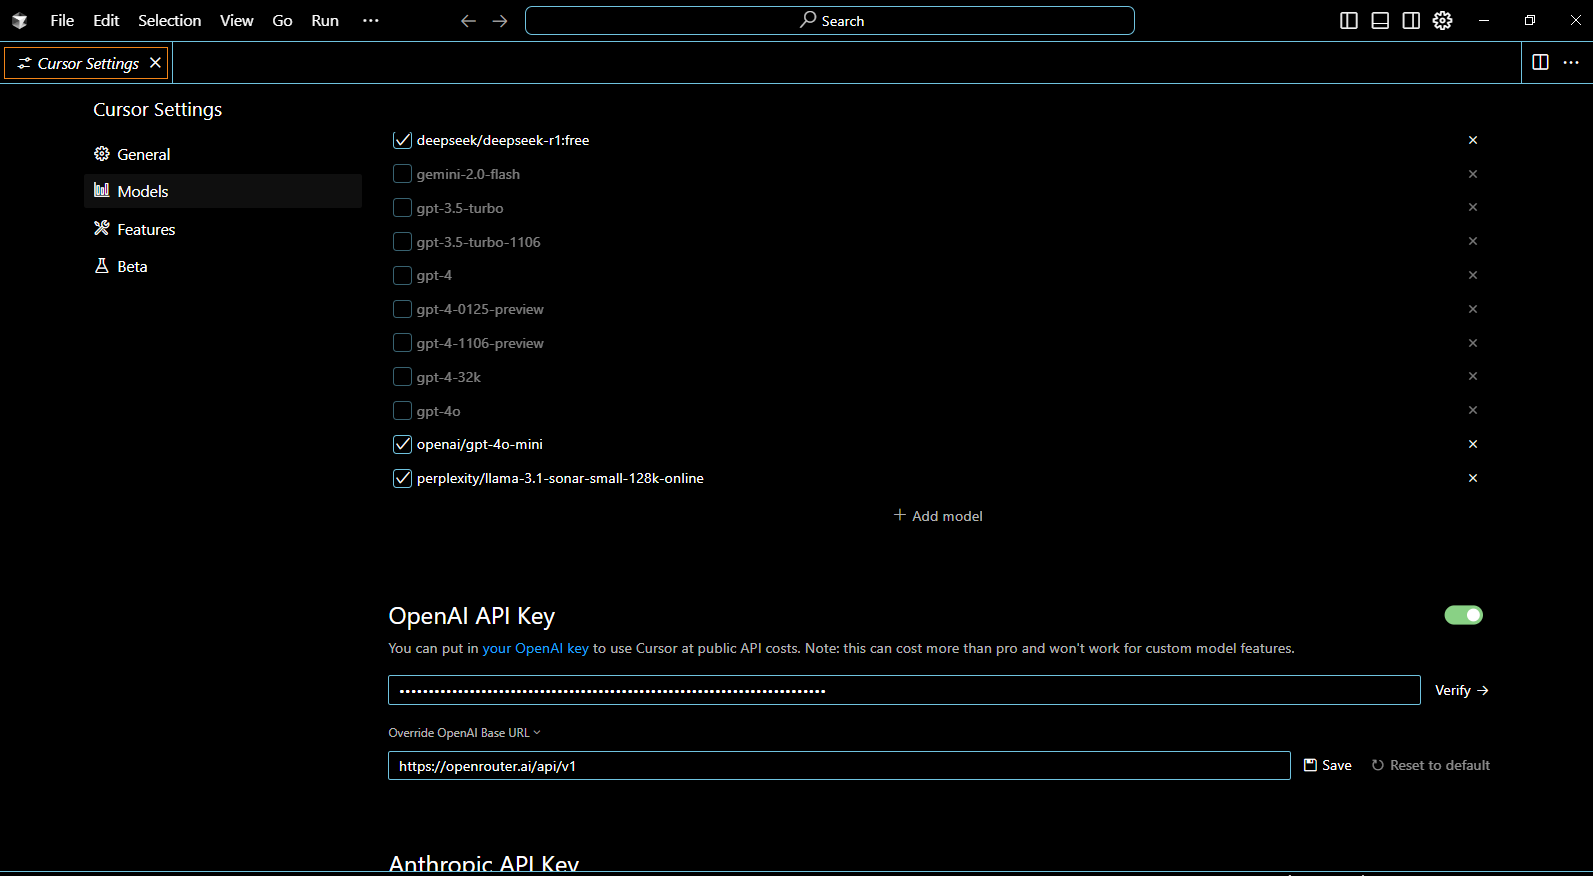 File Edit Selection View Go Run ··· Search
Cursor Settings
Cursor Settings
General
Models
Features
Beta
deepseek/deepseek-r1:free
gemini-2.0-flash
gpt-3.5-turbo
gpt-3.5-turbo-1106
gpt-4
gpt-4-0125-preview
gpt-4-1106-preview
gpt-4-32k
gpt-4o
openai/gpt-4o-mini
perplexity/llama-3.1-sonar-small-128k-online
+ Add model
OpenAI API Key
You can put in your OpenAI key to use Cursor at public API costs. Note: this can cost more than pro and won't work for custom model features.
Verify →
Override OpenAI Base URL
https://openrouter.ai/api/v1 Save Reset to default
Anthropic API Key